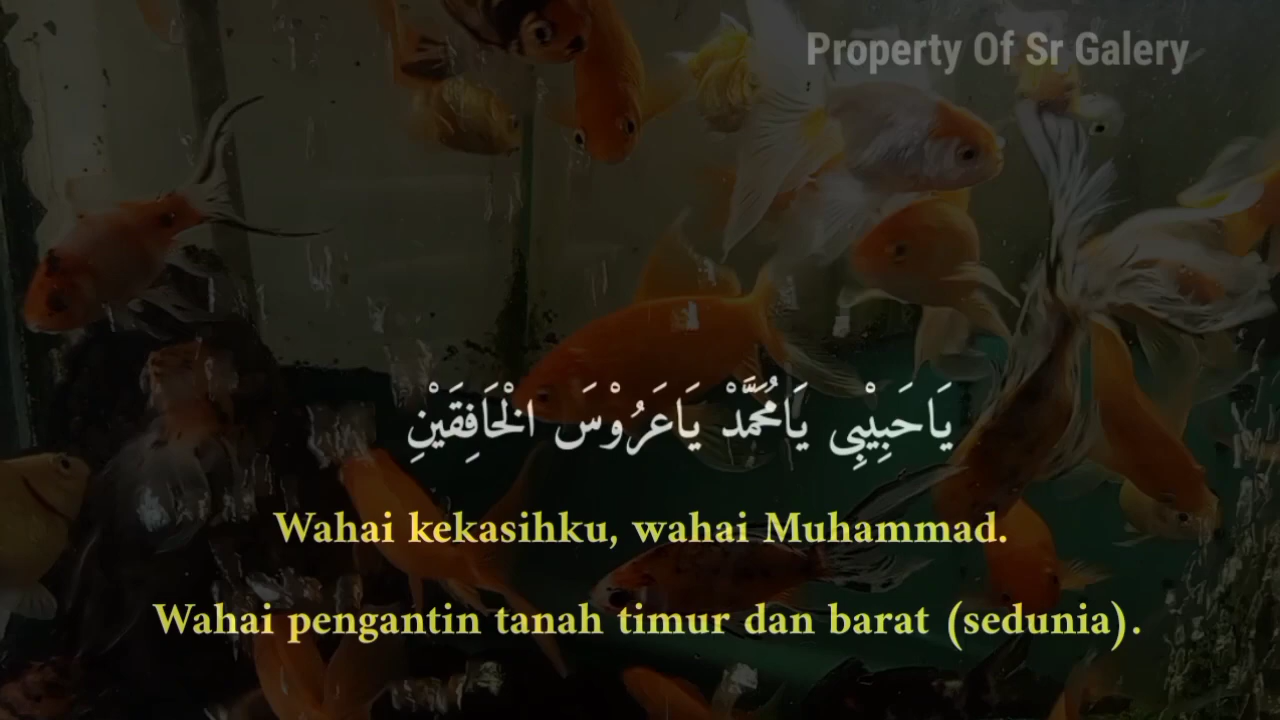 Property Of Sr Galery
يَاحَبِيْبِي يَامُحَمَّدْ يَاعَرُوْسَ الْخَافِقَيْنِ
Wahai kekasihku, wahai Muhammad.
Wahai pengantin tanah timur dan barat (sedunia).